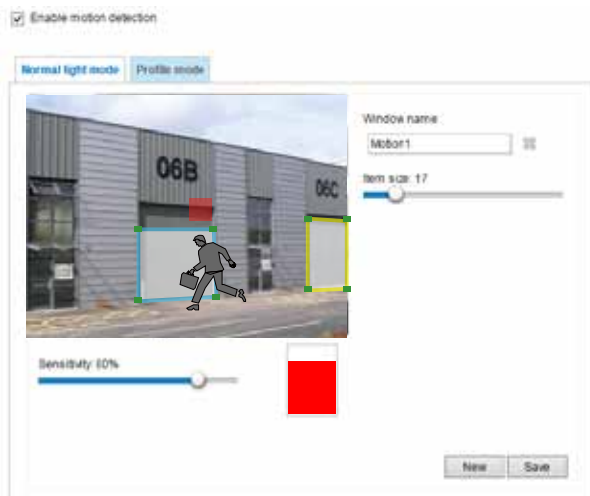 Enable motion detection
Normal light mode
Profile mode
Window name
Motion1
06B
06C
Item size: 17
Sensitivity: 80%
New
Save